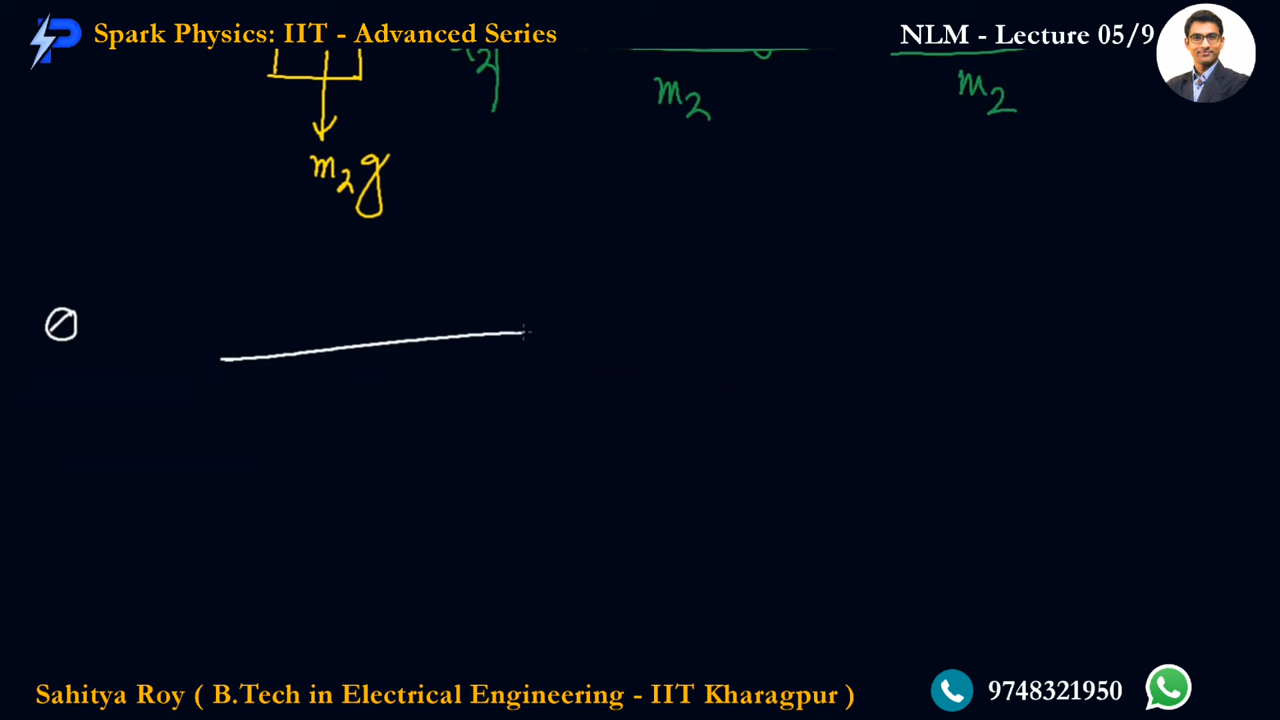 Spark Physics: IIT - Advanced Series
NLM - Lecture 05/9
m₂
m₂
m₂g
Sahitya Roy ( B.Tech in Electrical Engineering - IIT Kharagpur )
9748321950